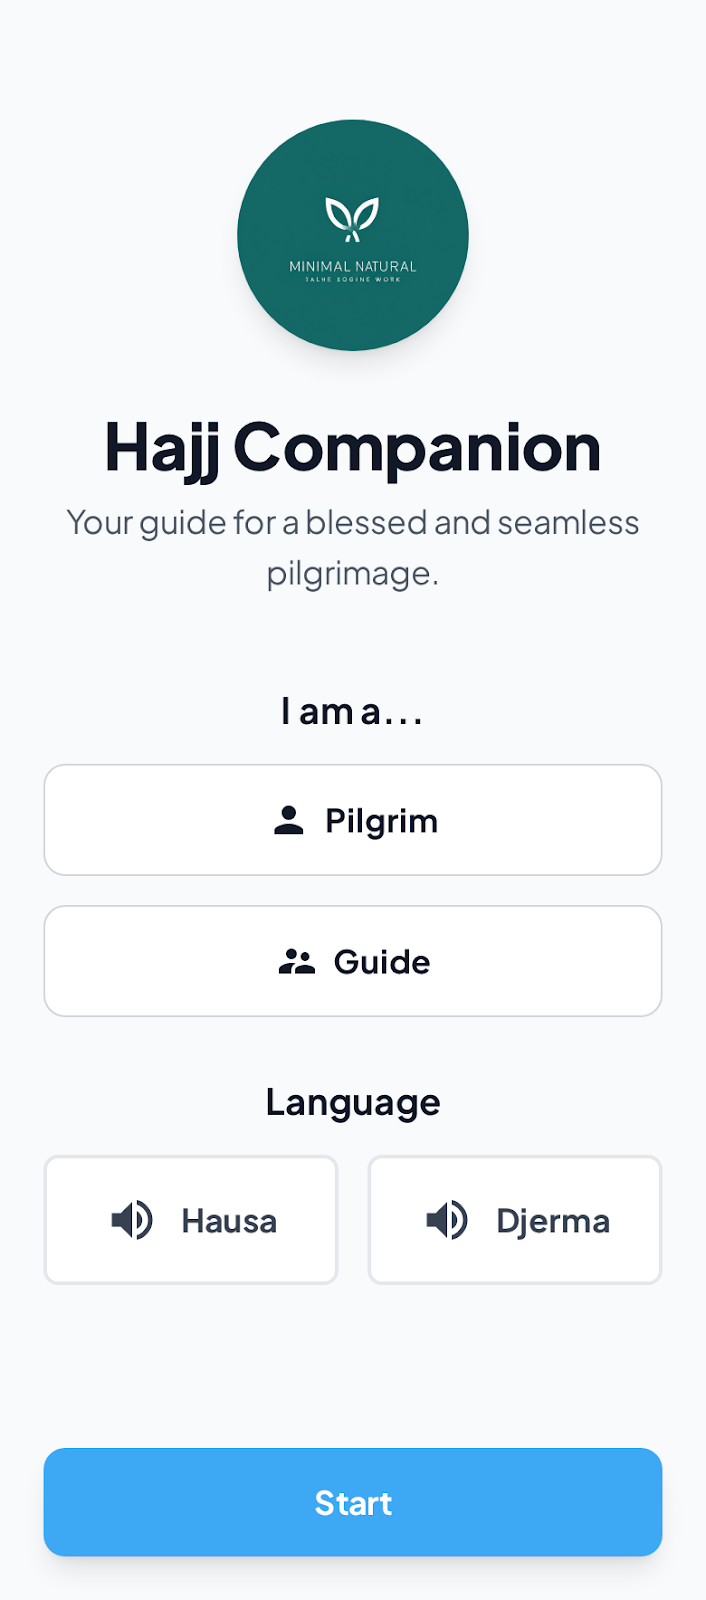 MINIMAL NATURAL
TALHE SOGINE WORK
Hajj Companion
Your guide for a blessed and seamless
pilgrimage.
I am a...
Pilgrim
Guide
Language
Hausa
Djerma
Start